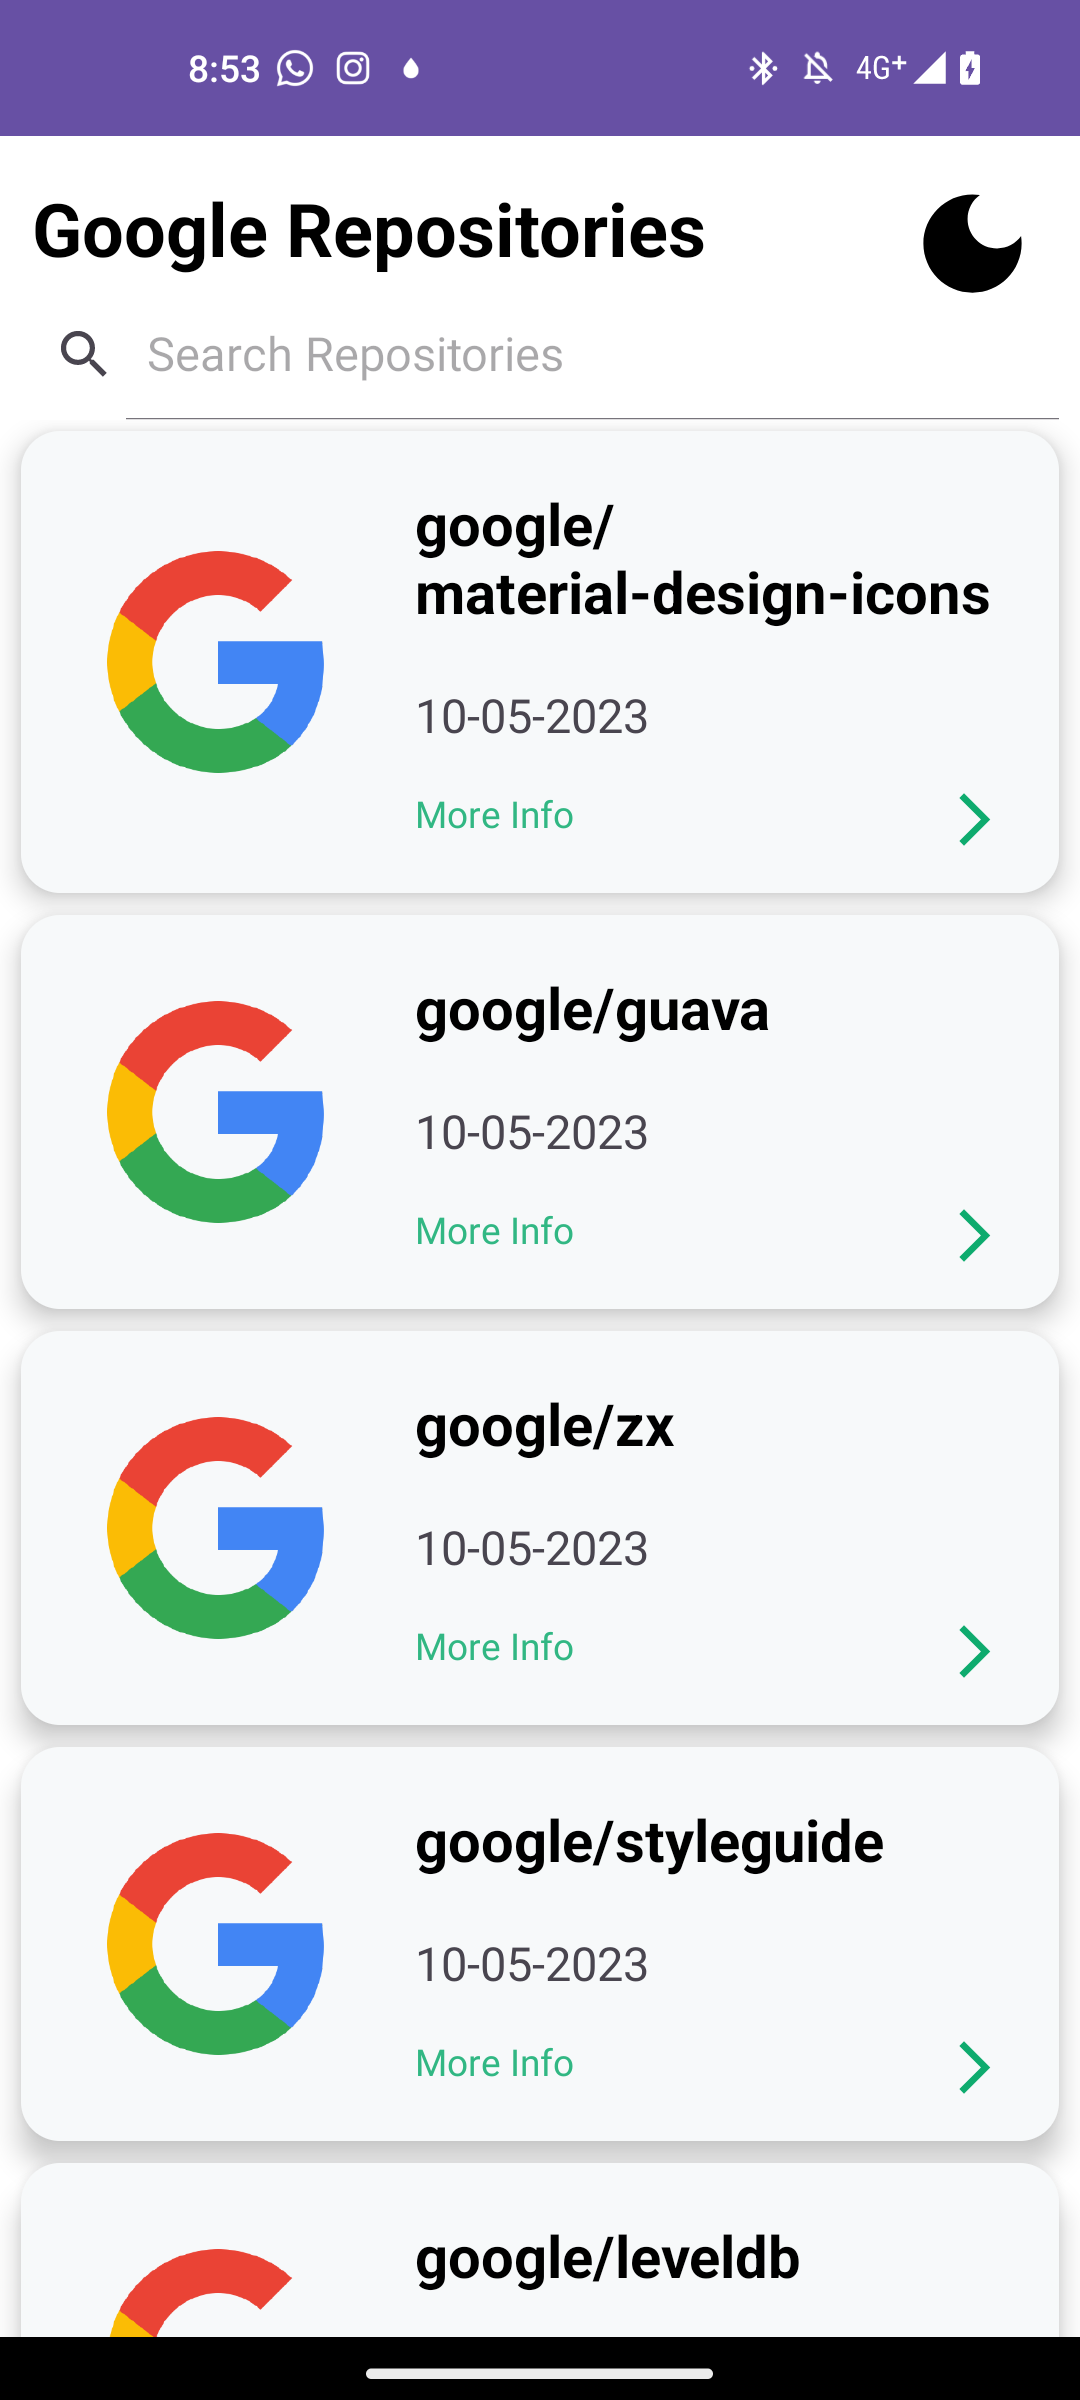 8:53 4G+
Google Repositories
Search Repositories
google/
material-design-icons
10-05-2023
More Info
google/guava
10-05-2023
More Info
google/zx
10-05-2023
More Info
google/styleguide
10-05-2023
More Info
google/leveldb